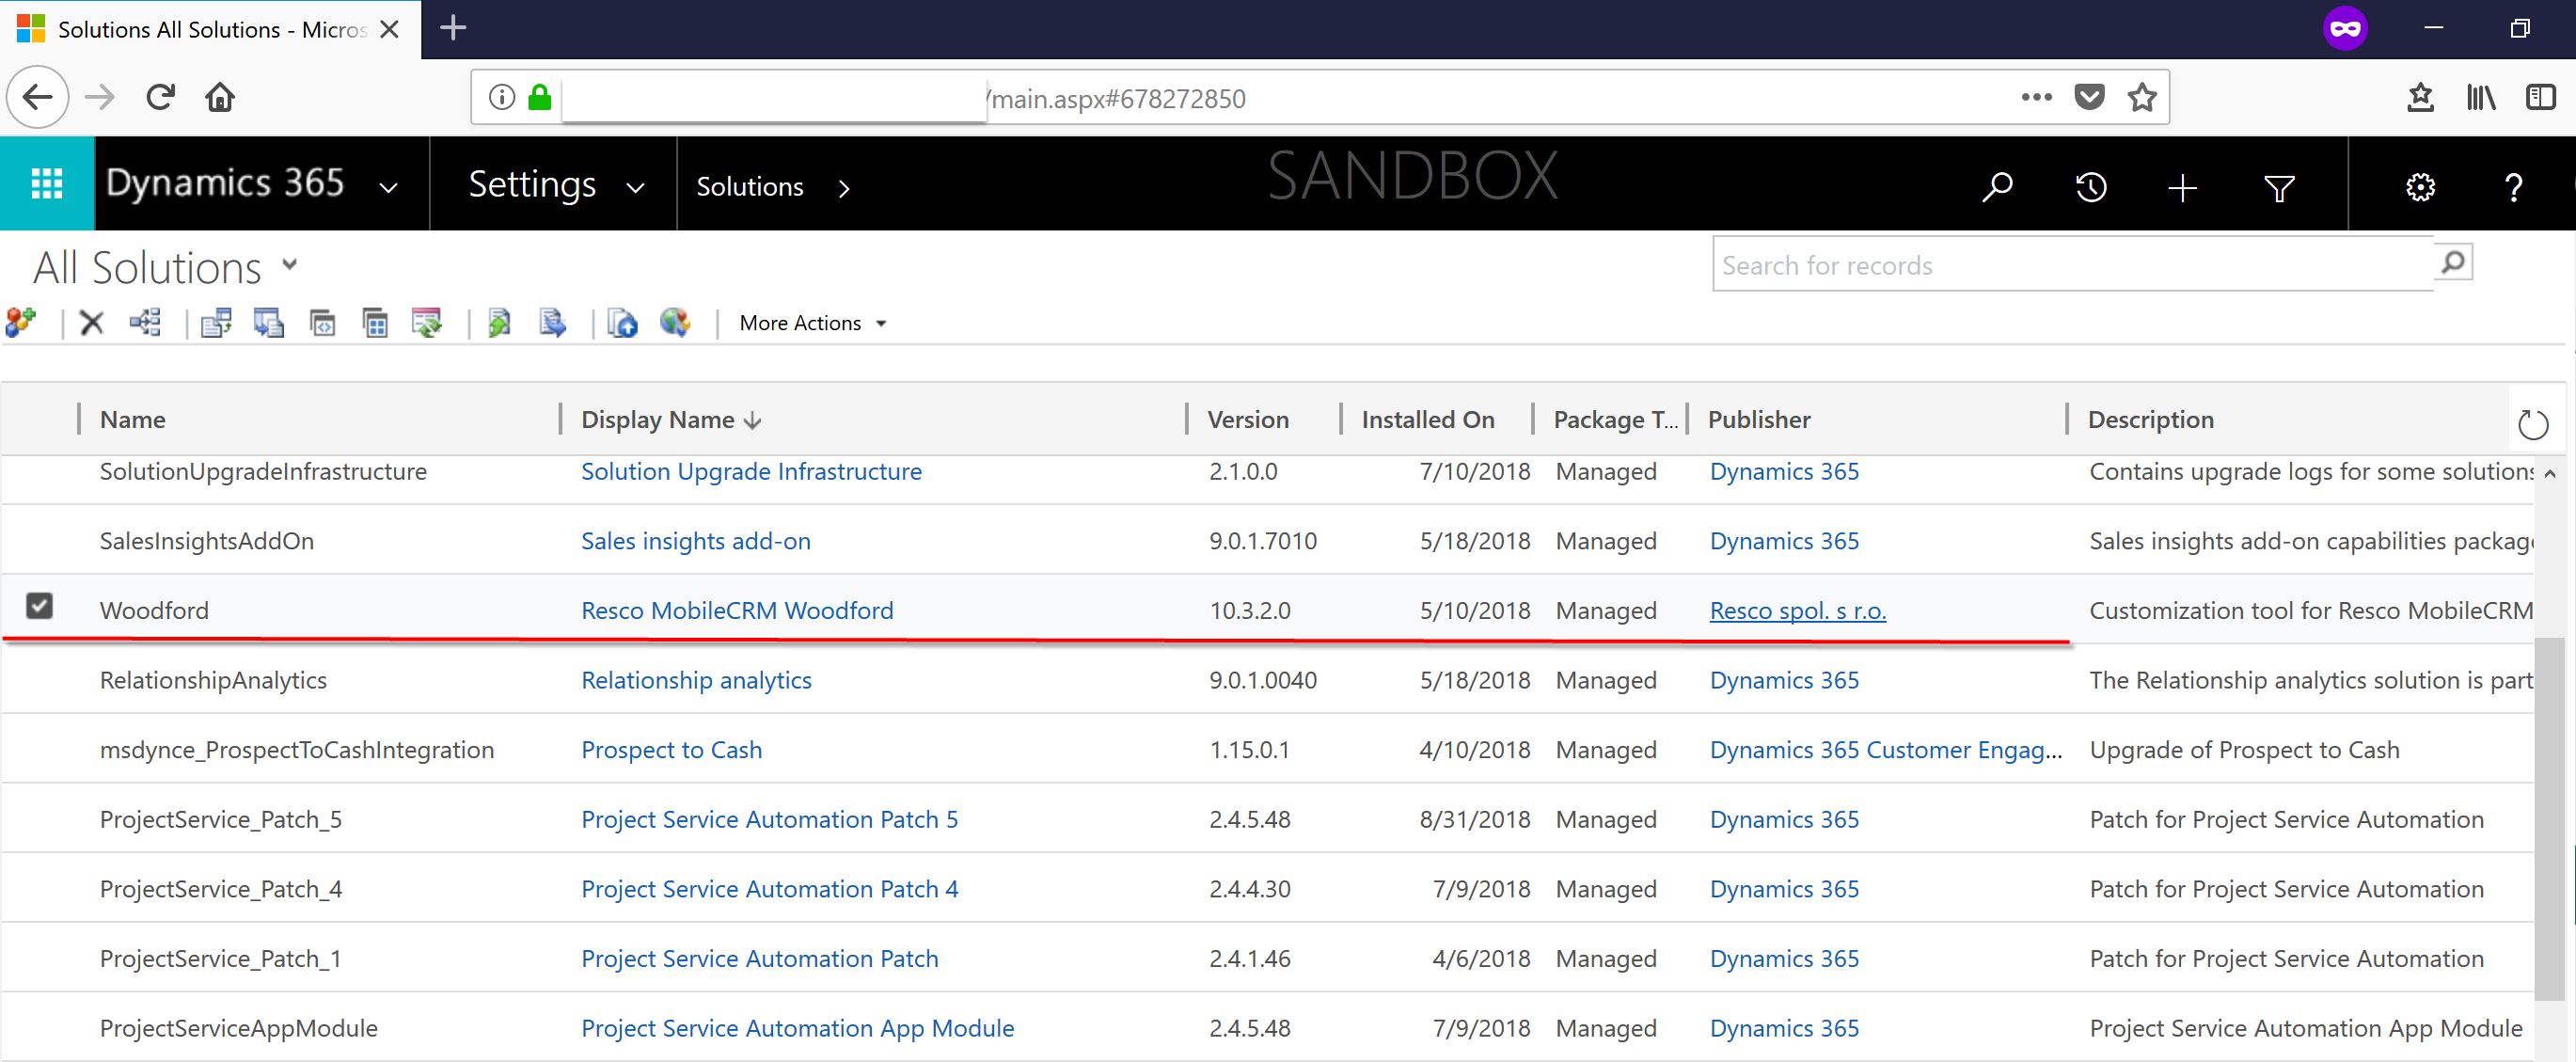 Solutions All Solutions - Micros
/main.aspx#678272850
Dynamics 365 Settings Solutions SANDBOX ?
All Solutions
Search for records
More Actions
Name Display Name Version Installed On Package T... Publisher Description
SolutionUpgradeInfrastructure Solution Upgrade Infrastructure 2.1.0.0 7/10/2018 Managed Dynamics 365 Contains upgrade logs for some solutions
SalesInsightsAddOn Sales insights add-on 9.0.1.7010 5/18/2018 Managed Dynamics 365 Sales insights add-on capabilities package
Woodford Resco MobileCRM Woodford 10.3.2.0 5/10/2018 Managed Resco spol. s r.o. Customization tool for Resco MobileCRM
RelationshipAnalytics Relationship analytics 9.0.1.0040 5/18/2018 Managed Dynamics 365 The Relationship analytics solution is part
msdynce_ProspectToCashIntegration Prospect to Cash 1.15.0.1 4/10/2018 Managed Dynamics 365 Customer Engag... Upgrade of Prospect to Cash
ProjectService_Patch_5 Project Service Automation Patch 5 2.4.5.48 8/31/2018 Managed Dynamics 365 Patch for Project Service Automation
ProjectService_Patch_4 Project Service Automation Patch 4 2.4.4.30 7/9/2018 Managed Dynamics 365 Patch for Project Service Automation
ProjectService_Patch_1 Project Service Automation Patch 2.4.1.46 4/6/2018 Managed Dynamics 365 Patch for Project Service Automation
ProjectServiceAppModule Project Service Automation App Module 2.4.5.48 7/9/2018 Managed Dynamics 365 Project Service Automation App Module